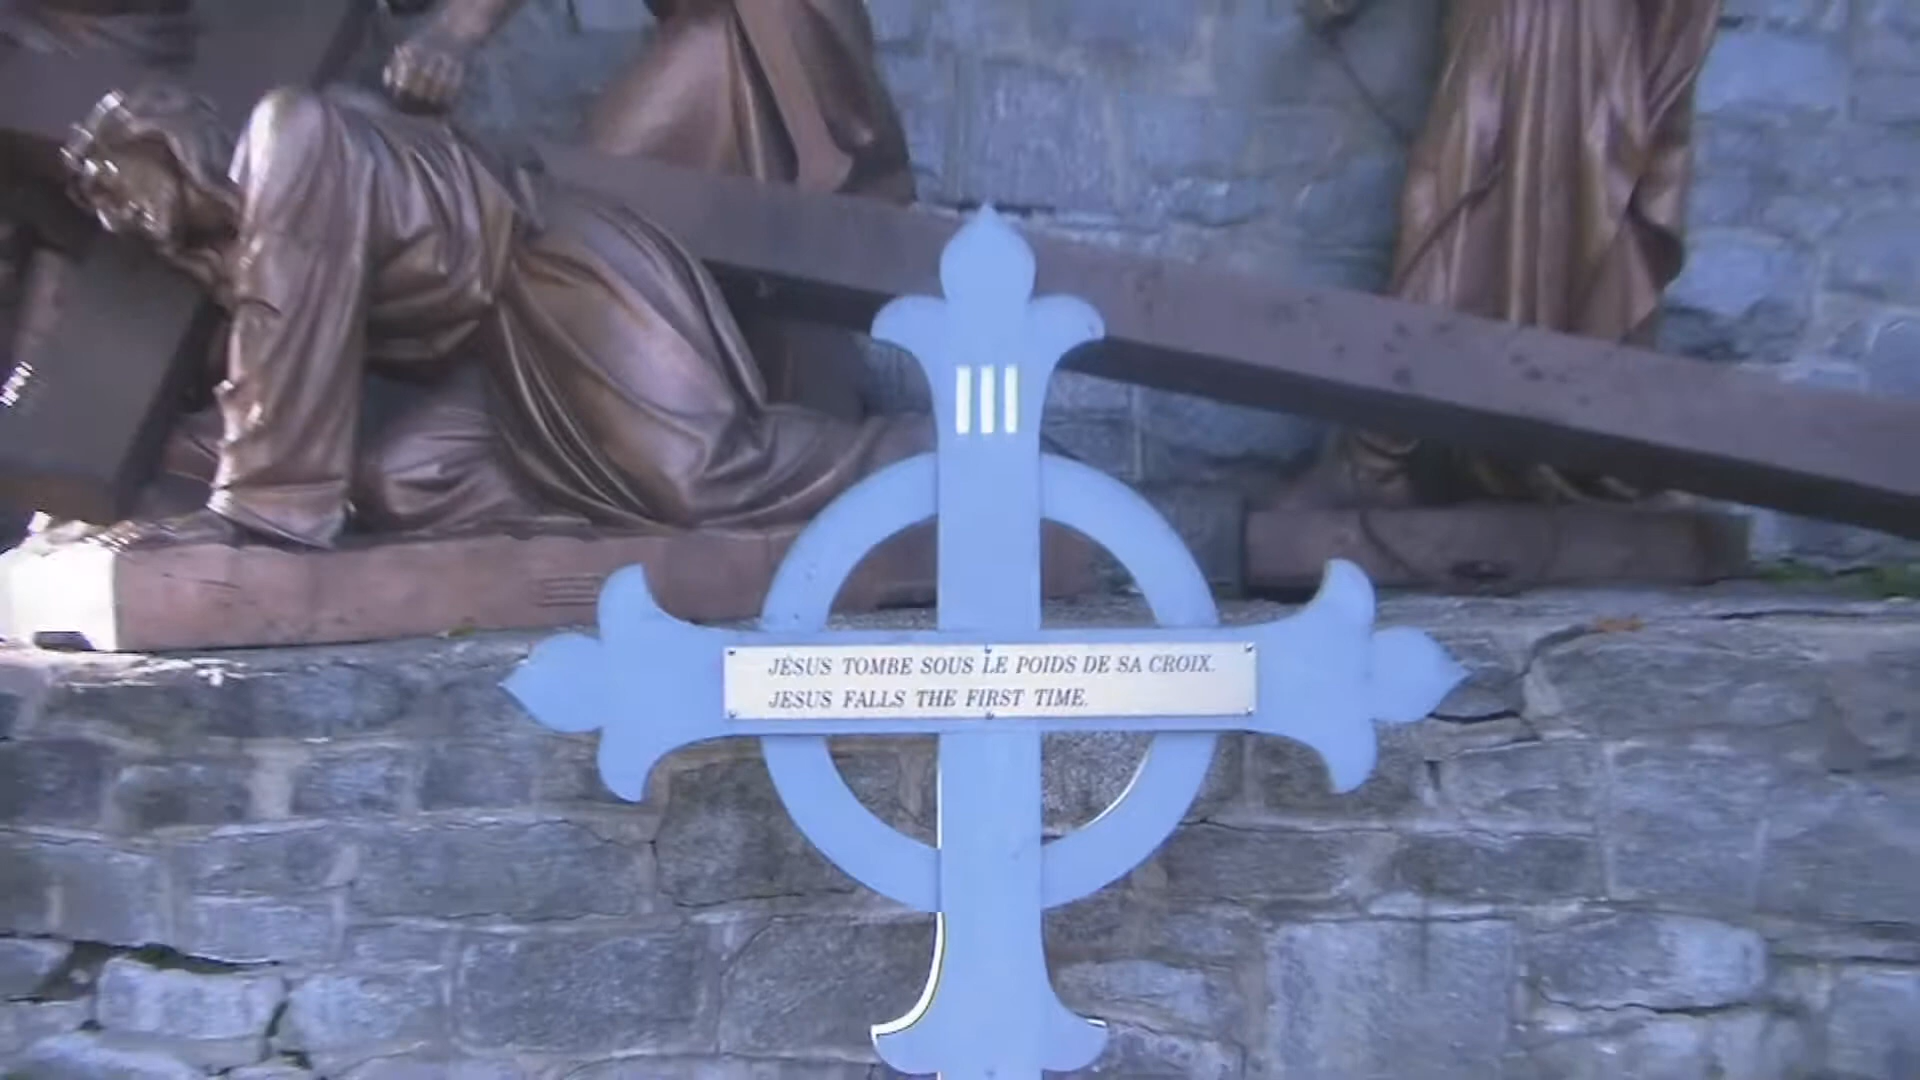 III
JÉSUS TOMBE SOUS LE POIDS DE SA CROIX.
JESUS FALLS THE FIRST TIME.